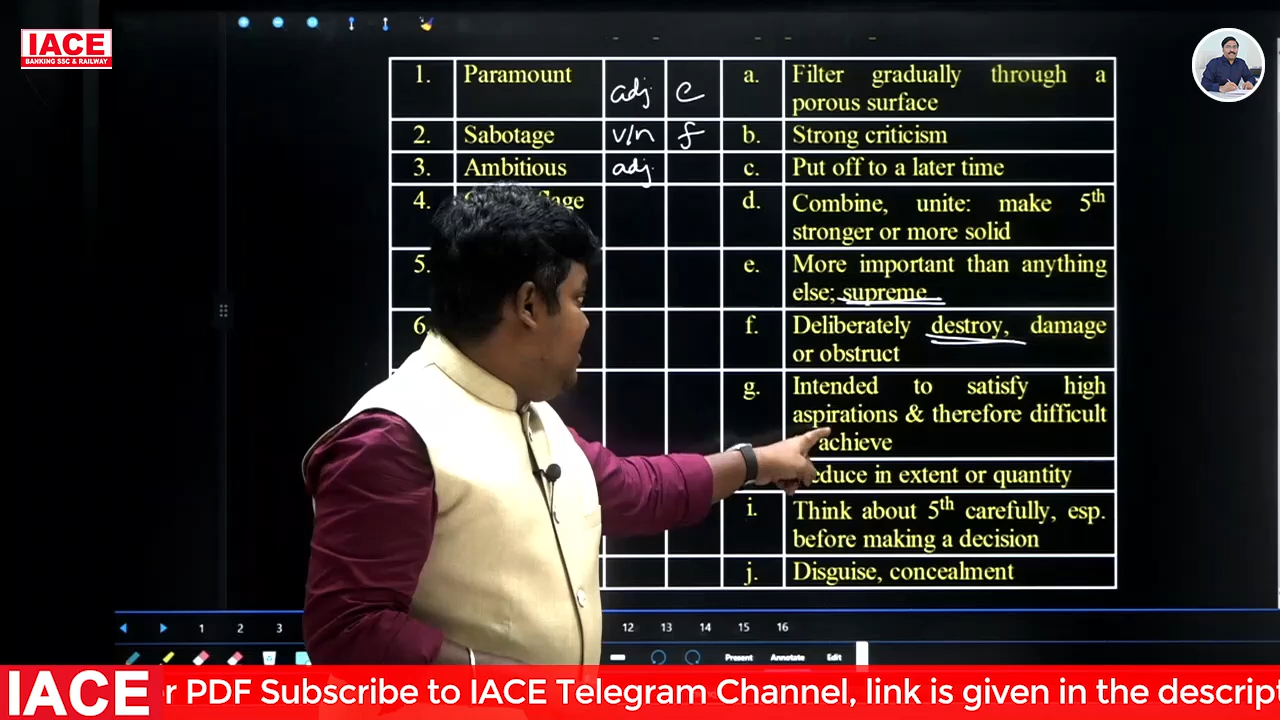 IACE
BANKING SSC & RAILWAY
1. Paramount adj. e a. Filter gradually through a
porous surface
2. Sabotage v/n f b. Strong criticism
3. Ambitious adj. c. Put off to a later time
4. d. Combine, unite: make 5th
stronger or more solid
5. e. More important than anything
else; supreme
6. f. Deliberately destroy, damage
or obstruct
g. Intended to satisfy high
aspirations & therefore difficult
achieve
educe in extent or quantity
i. Think about 5th carefully, esp.
before making a decision
j. Disguise, concealment
1 2 3 12 13 14 15 16
Present Annotate Edit
IACE r PDF Subscribe to IACE Telegram Channel, link is given in the descript